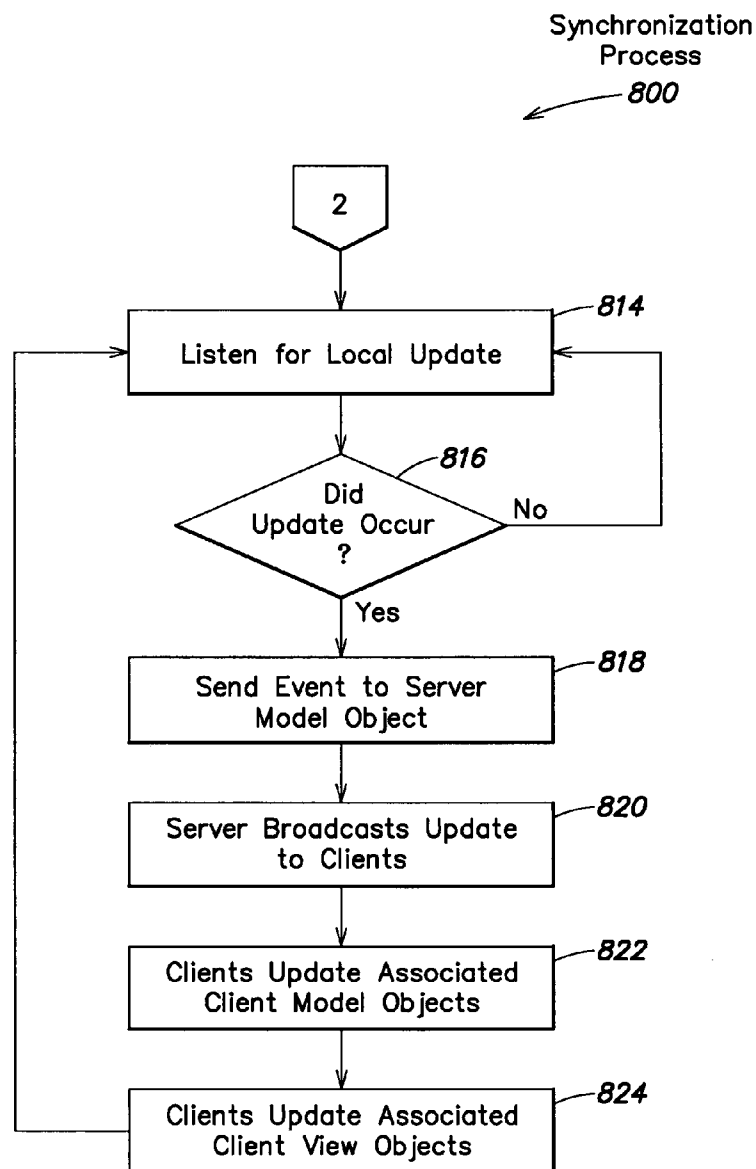 Synchronization
Process
800
2
814
Listen for Local Update
816
Did
Update Occur
?
No
Yes
818
Send Event to Server
Model Object
820
Server Broadcasts Update
to Clients
822
Clients Update Associated
Client Model Objects
824
Clients Update Associated
Client View Objects